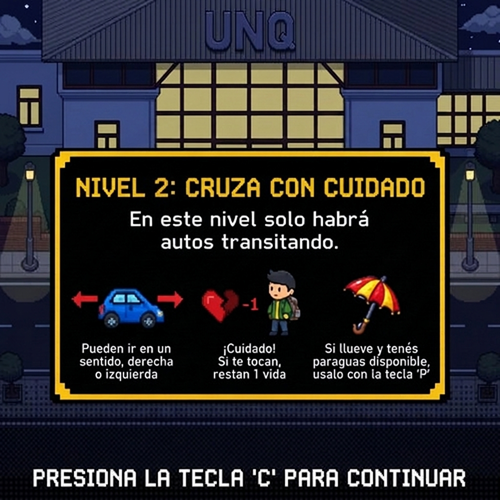 UNQ
NIVEL 2: CRUZA CON CUIDADO
En este nivel solo habrá
autos transitando.
-1
Pueden ir en un
sentido, derecha
o izquierda
¡Cuidado!
Si te tocan,
restan 1 vida
Si llueve y tenés
paraguas disponible,
usalo con la tecla 'P'
PRESIONA LA TECLA 'C' PARA CONTINUAR